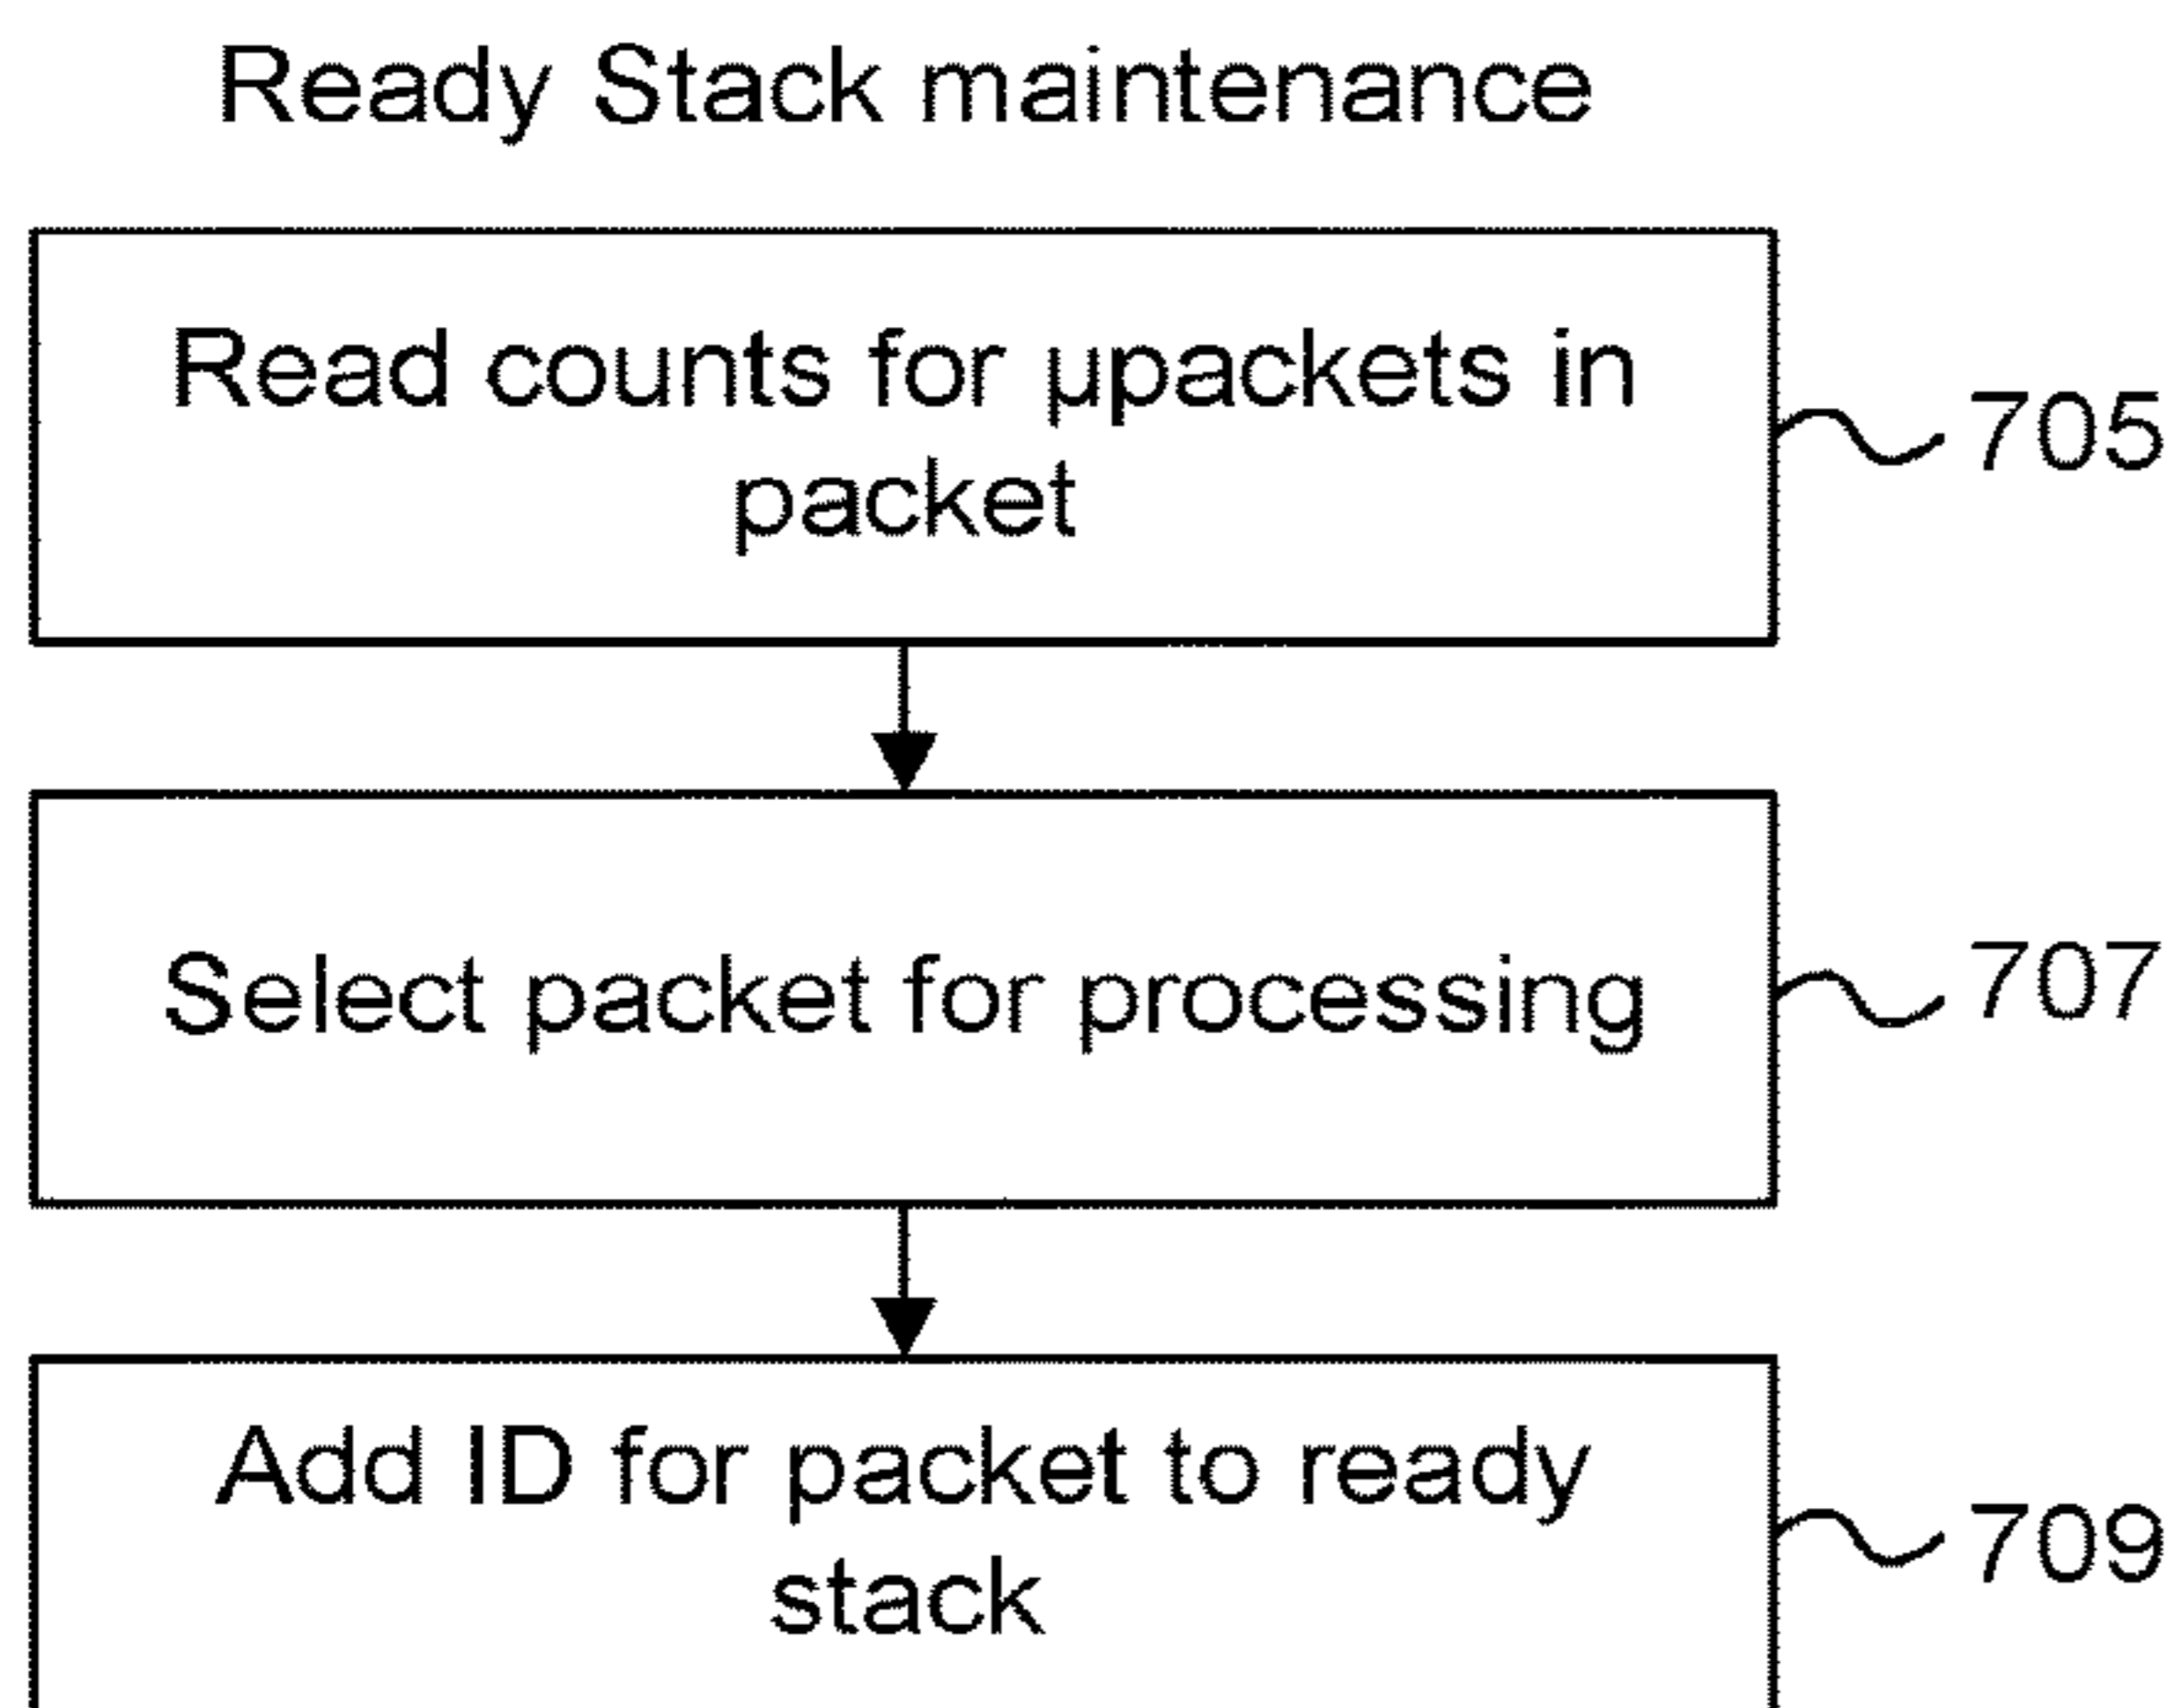 Ready Stack maintenance
Read counts for µpackets in
packet
705
Select packet for processing
707
Add ID for packet to ready
stack
709